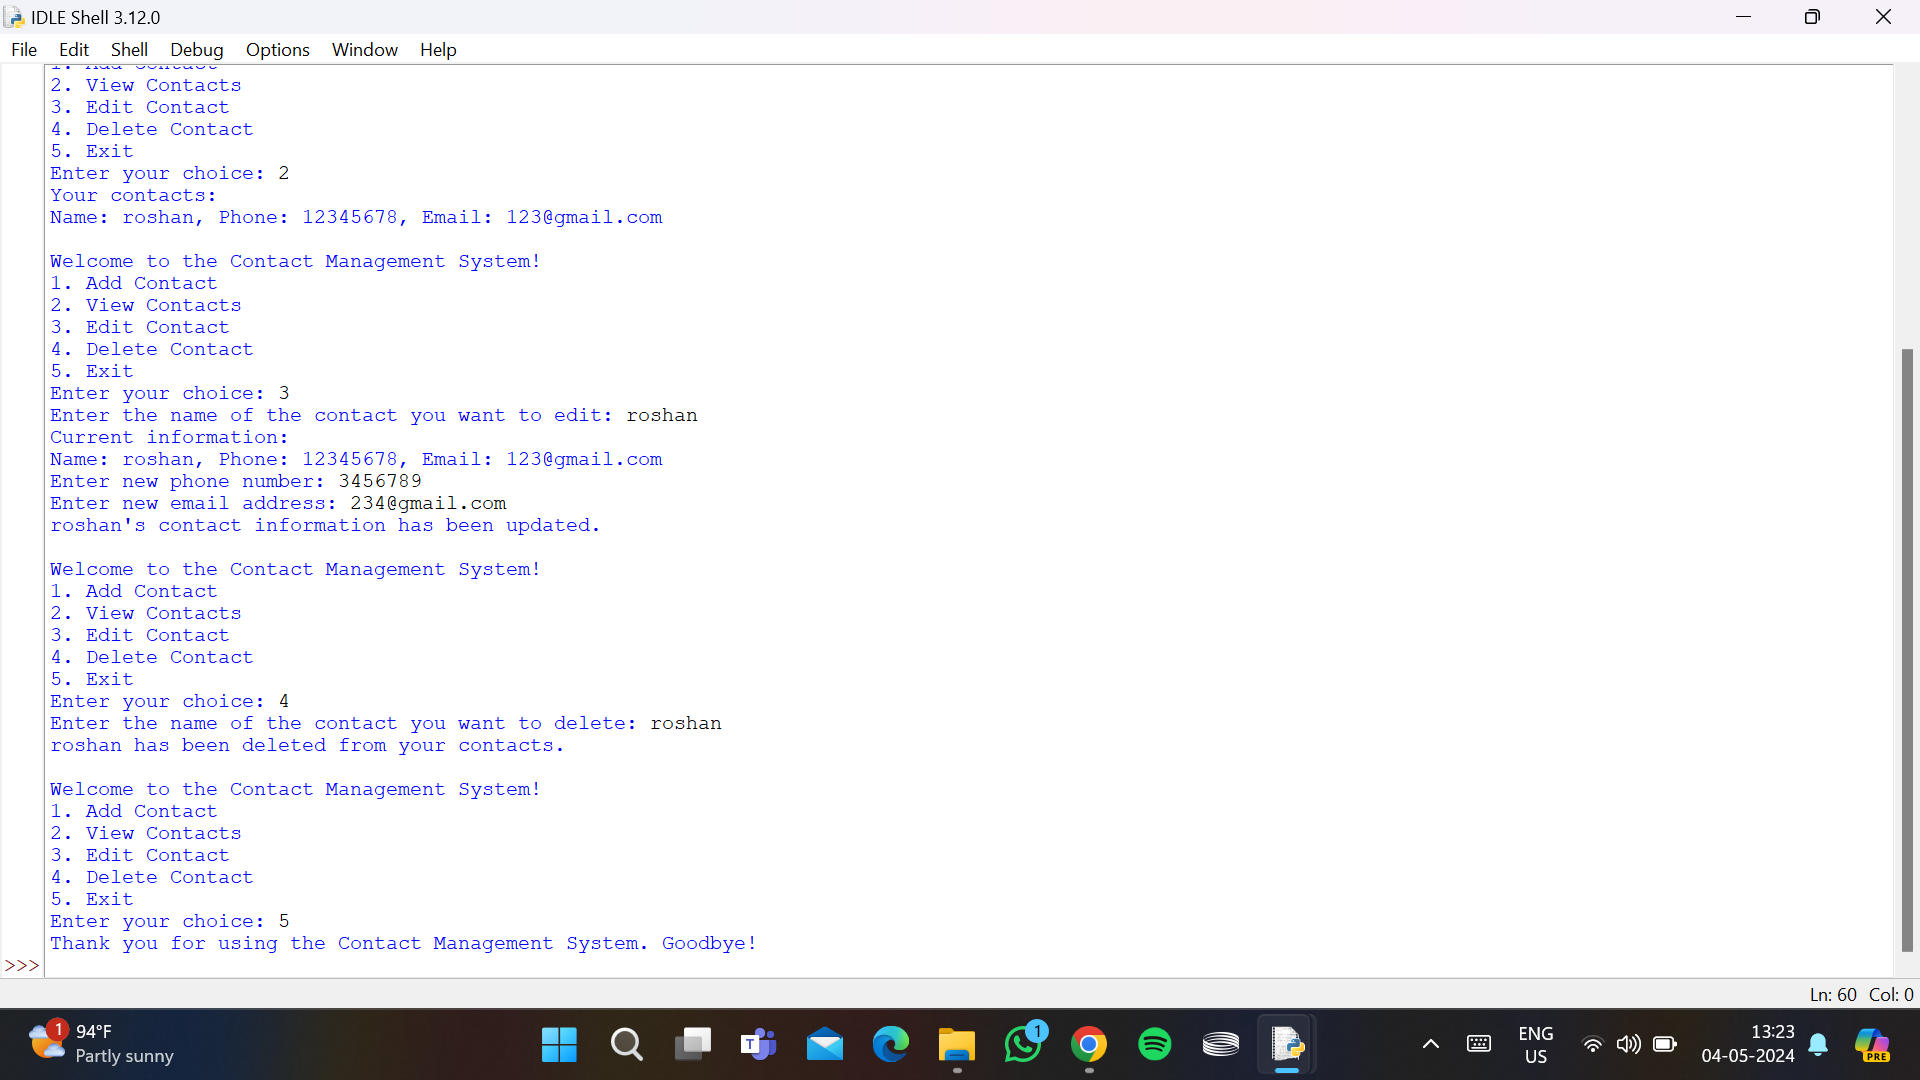 IDLE Shell 3.12.0
File Edit Shell Debug Options Window Help
1. Add Contact
2. View Contacts
3. Edit Contact
4. Delete Contact
5. Exit
Enter your choice: 2
Your contacts:
Name: roshan, Phone: 12345678, Email: 123@gmail.com
Welcome to the Contact Management System!
1. Add Contact
2. View Contacts
3. Edit Contact
4. Delete Contact
5. Exit
Enter your choice: 3
Enter the name of the contact you want to edit: roshan
Current information:
Name: roshan, Phone: 12345678, Email: 123@gmail.com
Enter new phone number: 3456789
Enter new email address: 234@gmail.com
roshan's contact information has been updated.
Welcome to the Contact Management System!
1. Add Contact
2. View Contacts
3. Edit Contact
4. Delete Contact
5. Exit
Enter your choice: 4
Enter the name of the contact you want to delete: roshan
roshan has been deleted from your contacts.
Welcome to the Contact Management System!
1. Add Contact
2. View Contacts
3. Edit Contact
4. Delete Contact
5. Exit
Enter your choice: 5
Thank you for using the Contact Management System. Goodbye!
>>>
Ln: 60 Col: 0
1 94°F
Partly sunny
T
1
ENG
US
13:23
04-05-2024
PRE